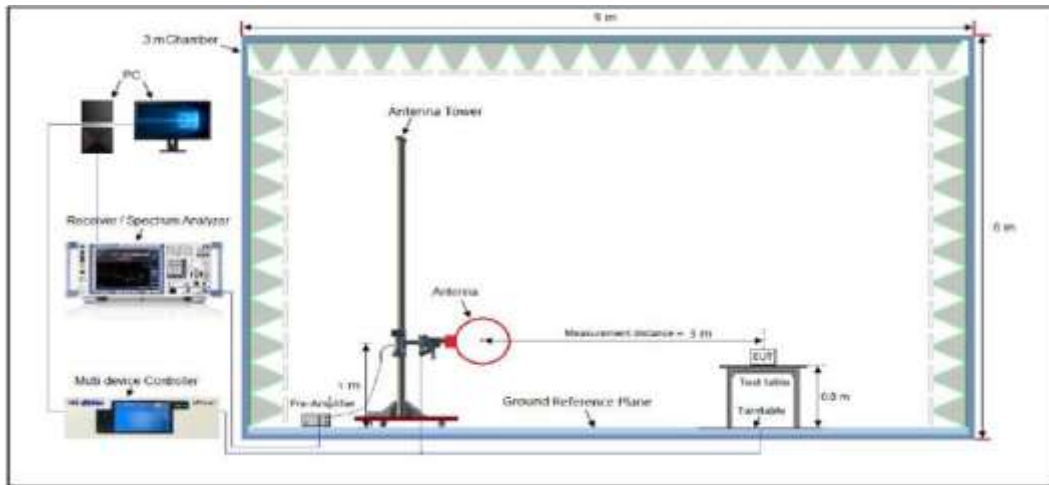 3 m Chamber
PC
Antenna Tower
Receiver / Spectrum Analyzer
6 m
Antenna
Measurement distance = 3 m
EUT
Multi device Controller
1 m
Test table
0.8 m
Pre-Amplifier
Ground Reference Plane
Turntable